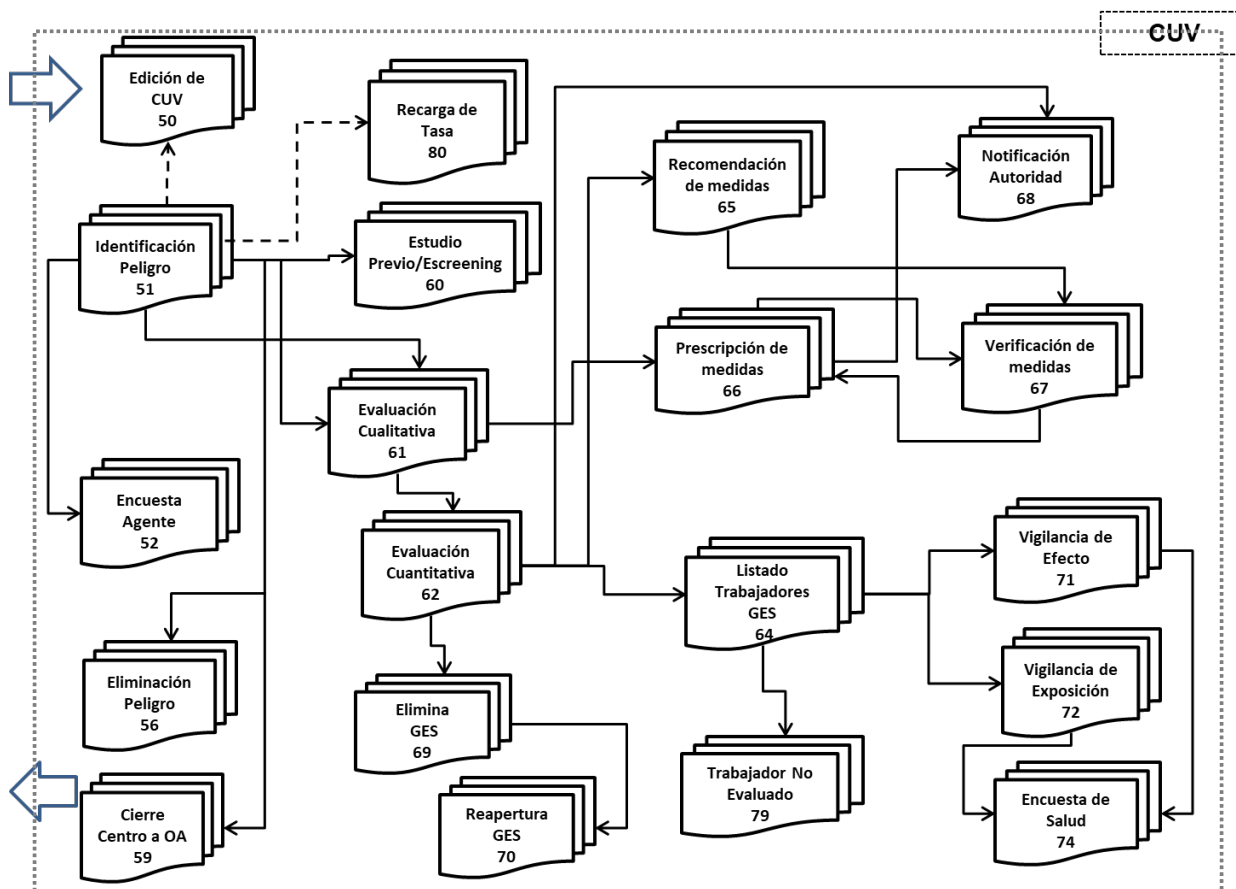 CUV
Edición de
CUV
50
Recarga de
Tasa
80
Recomendación
de medidas
65
Notificación
Autoridad
68
Identificación
Peligro
51
Estudio
Previo/Escreening
60
Prescripción de
medidas
66
Verificación de
medidas
67
Evaluación
Cualitativa
61
Encuesta
Agente
52
Evaluación
Cuantitativa
62
Listado
Trabajadores
GES
64
Vigilancia de
Efecto
71
Eliminación
Peligro
56
Elimina
GES
69
Vigilancia de
Exposición
72
Trabajador No
Evaluado
79
Cierre
Centro a OA
59
Reapertura
GES
70
Encuesta de
Salud
74